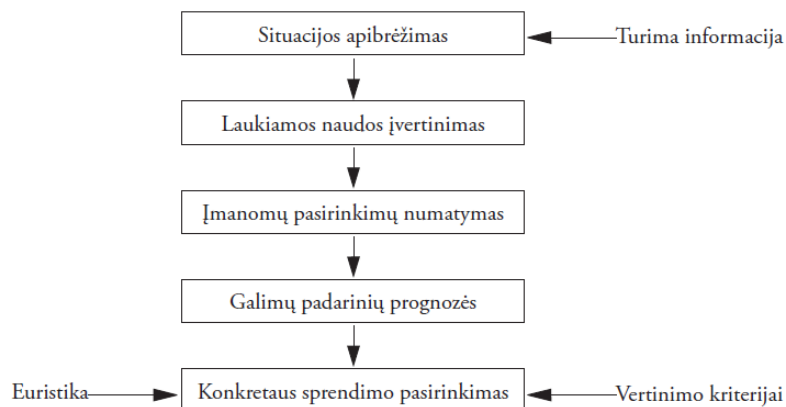 Situacijos apibrėžimas
Turima informacija
Laukiamos naudos įvertinimas
Įmanomų pasirinkimų numatymas
Galimų padarinių prognozės
Euristika
Konkretaus sprendimo pasirinkimas
Vertinimo kriterijai